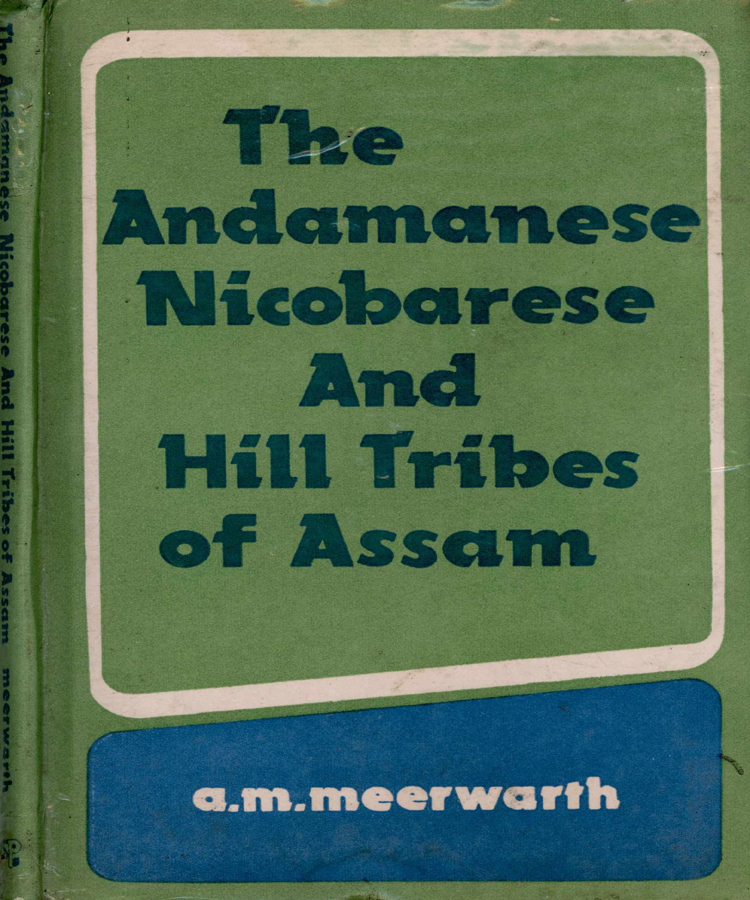 The
Andamanese
Nicobarese
And
Hill Tribes
of Assam
a.m.meerwarth
The Andamanese Nicobarese And Hill Tribes of Assam meerwarth